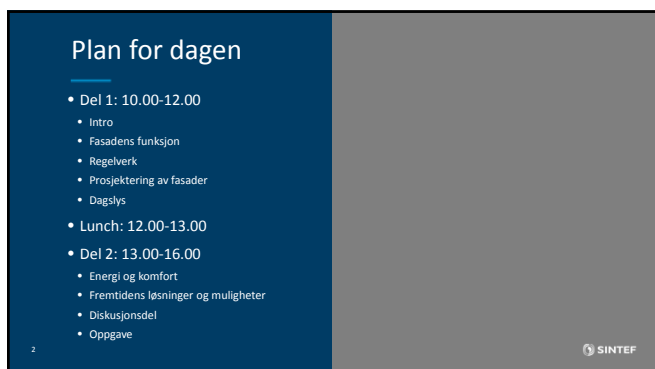 Plan for dagen
• Del 1: 10.00-12.00
• Intro
• Fasadens funksjon
• Regelverk
• Prosjektering av fasader
• Dagslys
• Lunch: 12.00-13.00
• Del 2: 13.00-16.00
• Energi og komfort
• Fremtidens løsninger og muligheter
• Diskusjonsdel
• Oppgave
2
SINTEF